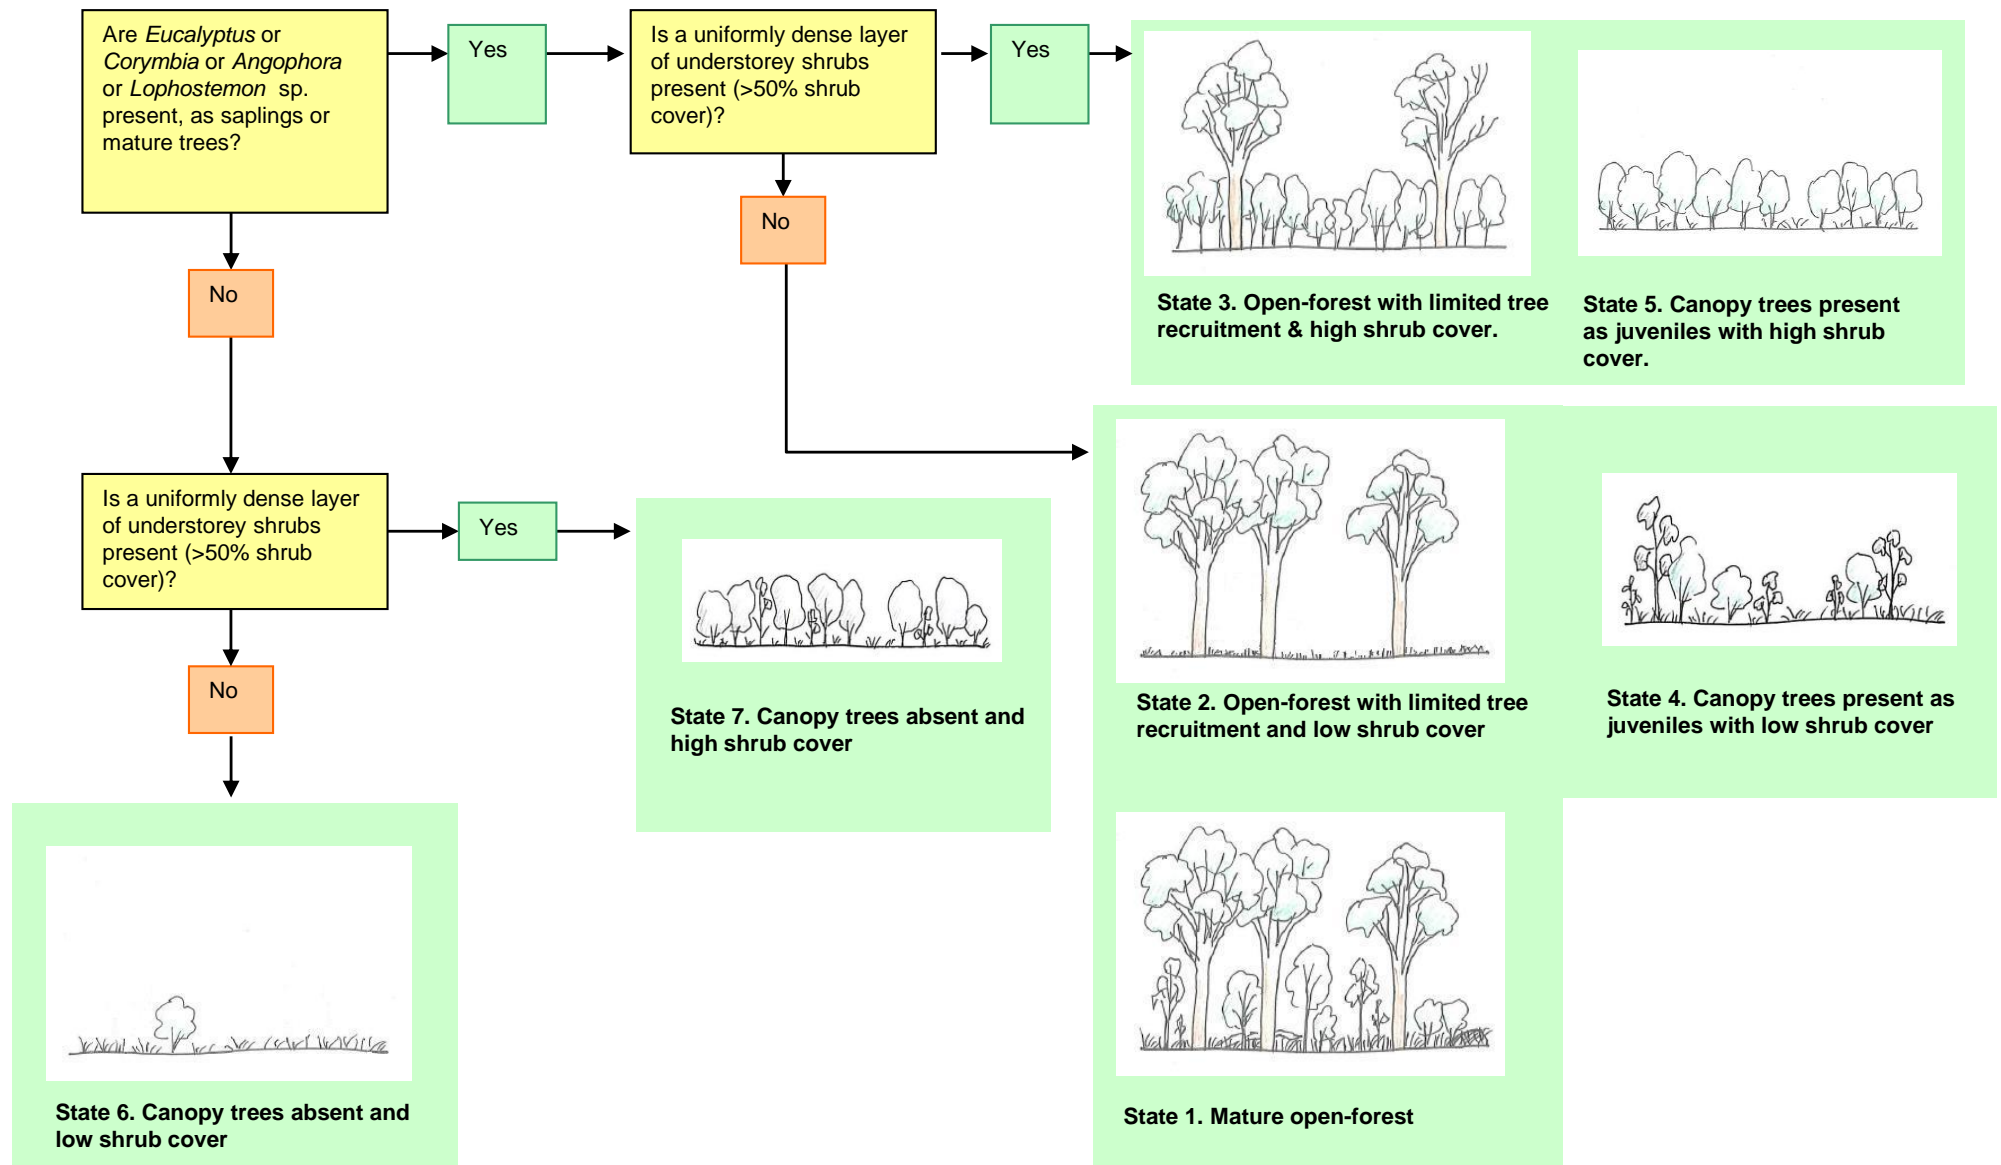 Are Eucalyptus or
Corymbia or Angophora
or Lophostemon sp.
present, as saplings or
mature trees?
Yes
Is a uniformly dense layer
of understorey shrubs
present (>50% shrub
cover)?
Yes
No
No
State 3. Open-forest with limited tree
recruitment & high shrub cover.
State 5. Canopy trees present
as juveniles with high shrub
cover.
Is a uniformly dense layer
of understorey shrubs
present (>50% shrub
cover)?
Yes
No
State 7. Canopy trees absent and
high shrub cover
State 2. Open-forest with limited tree
recruitment and low shrub cover
State 4. Canopy trees present as
juveniles with low shrub cover
State 6. Canopy trees absent and
low shrub cover
State 1. Mature open-forest